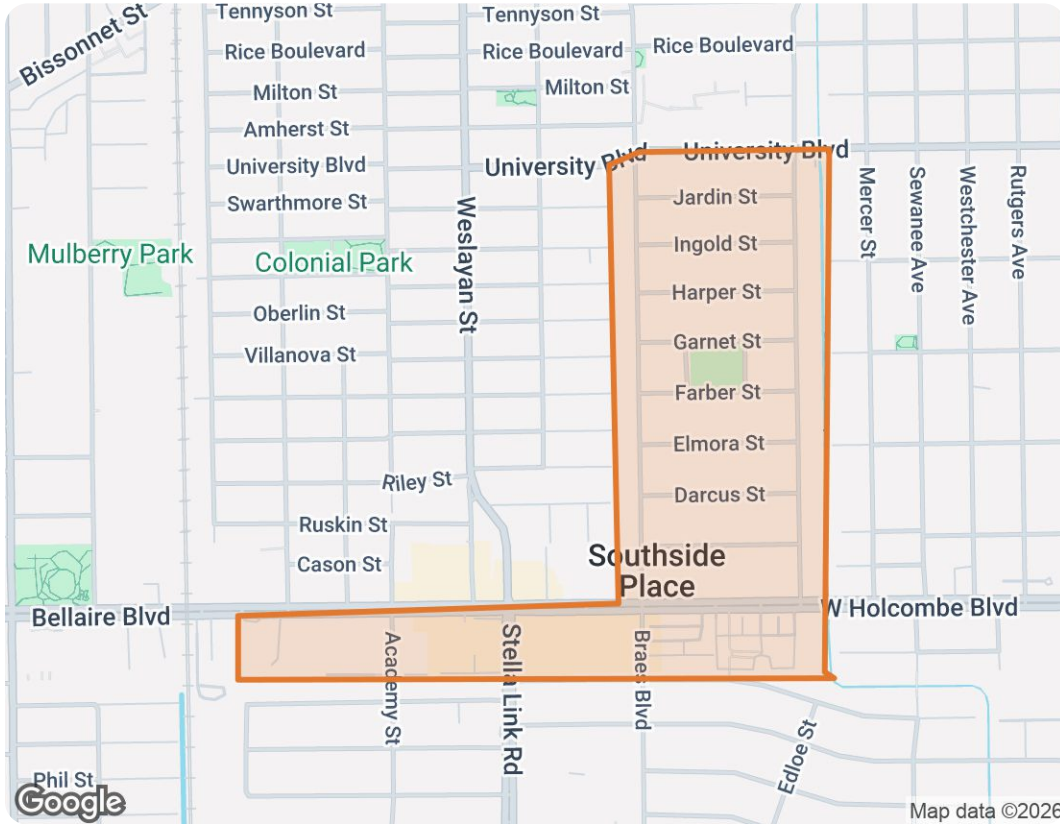 Tennyson St
Tennyson St
Bissonnet St
Rice Boulevard
Rice Boulevard
Rice Boulevard
Milton St
Milton St
Amherst St
University Blvd
University Blvd
University Blvd
Jardin St
Mercer St
Sewanee Ave
Westchester Ave
Rutgers Ave
Swarthmore St
Weslayan St
Mulberry Park
Colonial Park
Ingold St
Harper St
Oberlin St
Garnet St
Villanova St
Farber St
Elmora St
Riley St
Darcus St
Ruskin St
Cason St
Southside
Place
Bellaire Blvd
W Holcombe Blvd
Academy St
Stella Link Rd
Braes Blvd
Edloe St
Phil St
Google
Map data ©2026